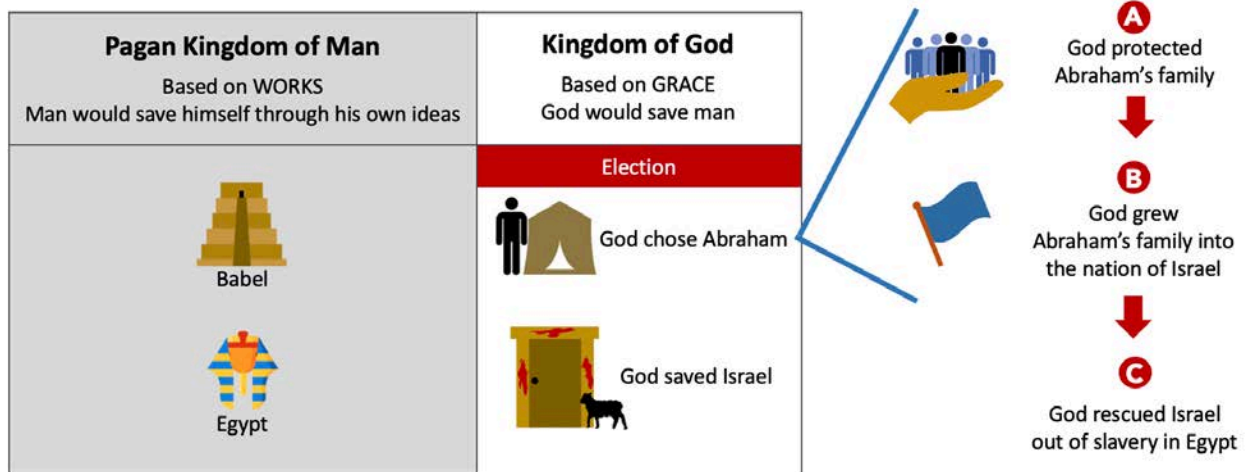 Pagan Kingdom of Man
Based on WORKS
Man would save himself through his own ideas
Babel
Egypt
Kingdom of God
Based on GRACE
God would save man
Election
God chose Abraham
God saved Israel
A
God protected
Abraham’s family
B
God grew
Abraham’s family into
the nation of Israel
C
God rescued Israel
out of slavery in Egypt